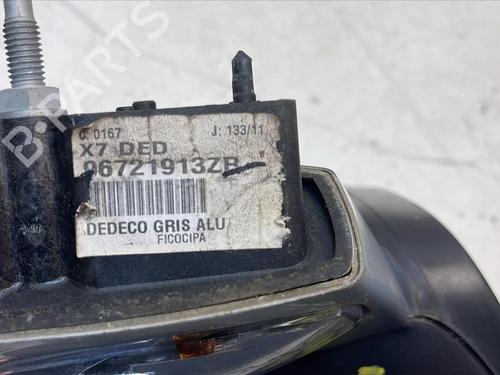 C: 0167 J: 133/11
X7 DED
96721913ZR
DEDECO GRIS ALU
FICOCIPA
B-Parts